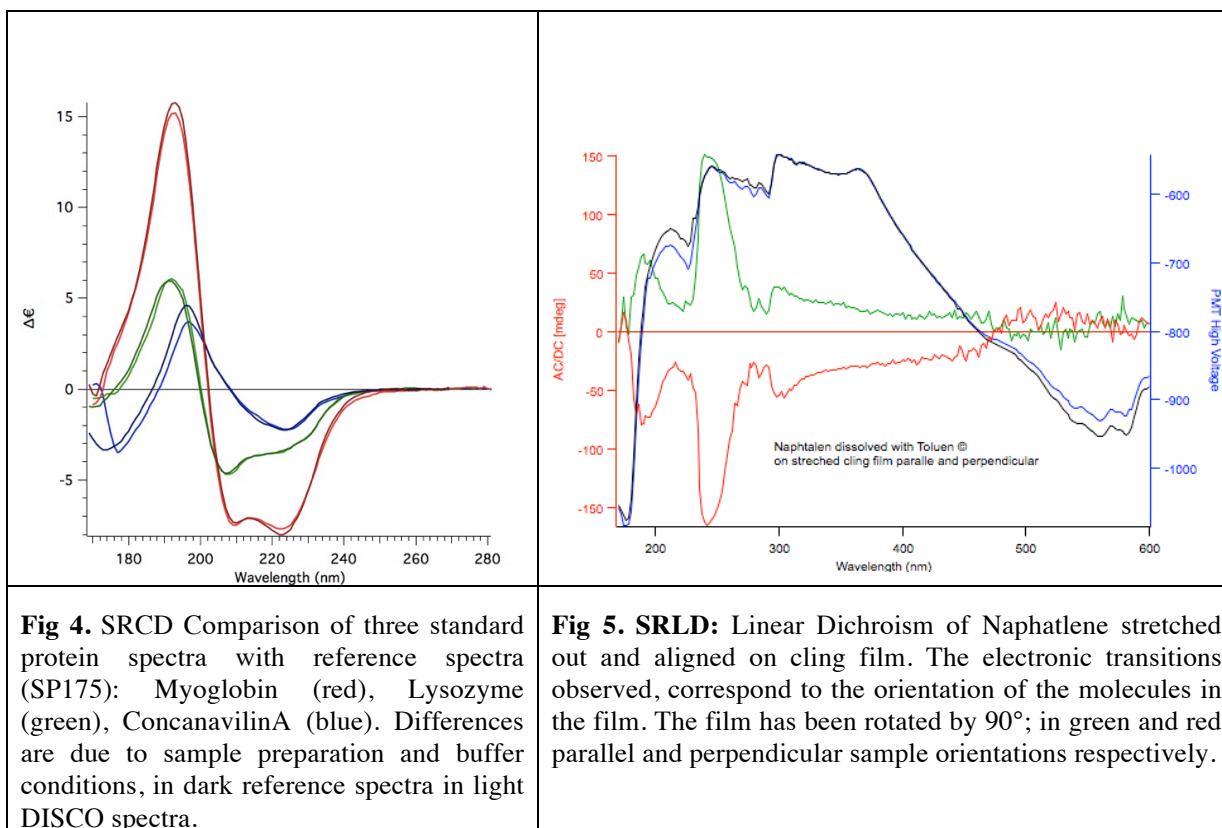 15
10
5
0
-5
Δ€
180
200
220
240
260
280
Wavelength (nm)
150
100
50
0
-50
-100
-150
AC/DC [mdeg]
-600
-700
-800
-900
-1000
PMT High Voltage
Naphtalen dissolved with Toluen ©
on streched cling film paralle and perpendicular
200
300
400
500
600
Wavelength (nm)
Fig 4. SRCD Comparison of three standard
protein spectra with reference spectra
(SP175): Myoglobin (red), Lysozyme
(green), ConcanavilinA (blue). Differences
are due to sample preparation and buffer
conditions, in dark reference spectra in light
DISCO spectra.
Fig 5. SRLD: Linear Dichroism of Naphatlene stretched
out and aligned on cling film. The electronic transitions
observed, correspond to the orientation of the molecules in
the film. The film has been rotated by 90°; in green and red
parallel and perpendicular sample orientations respectively.